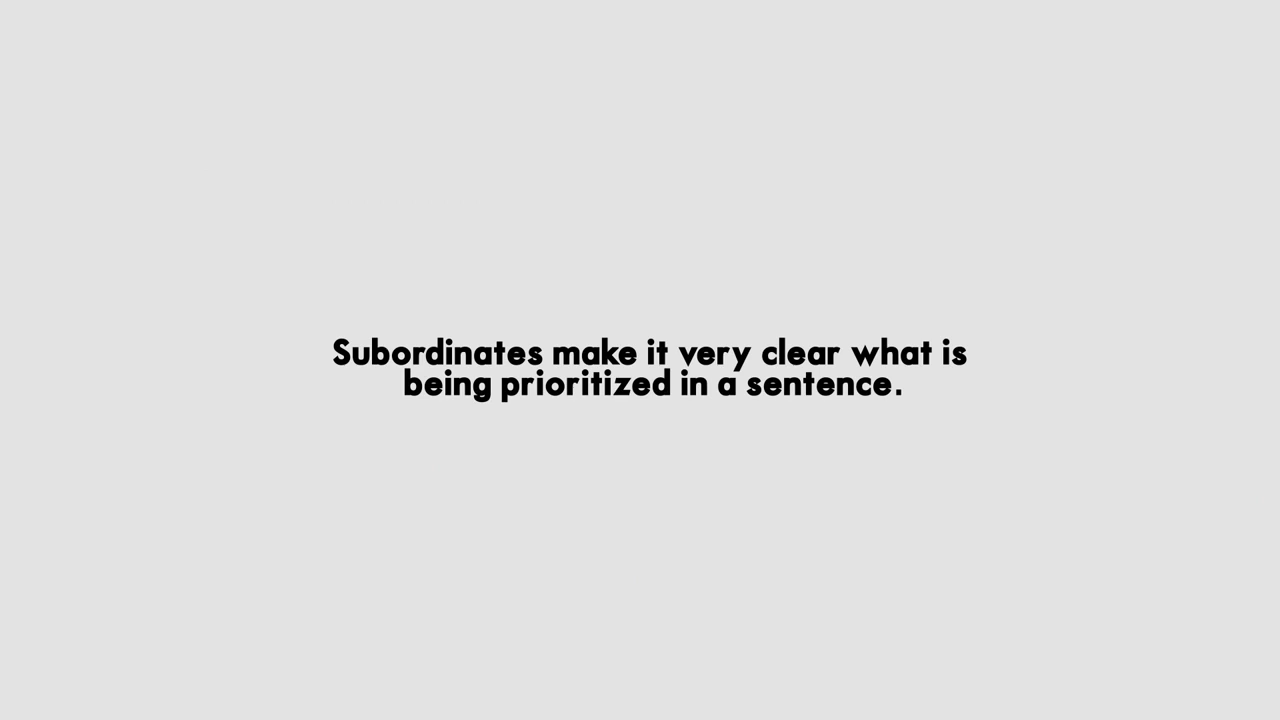 Subordinates make it very clear what is
being prioritized in a sentence.